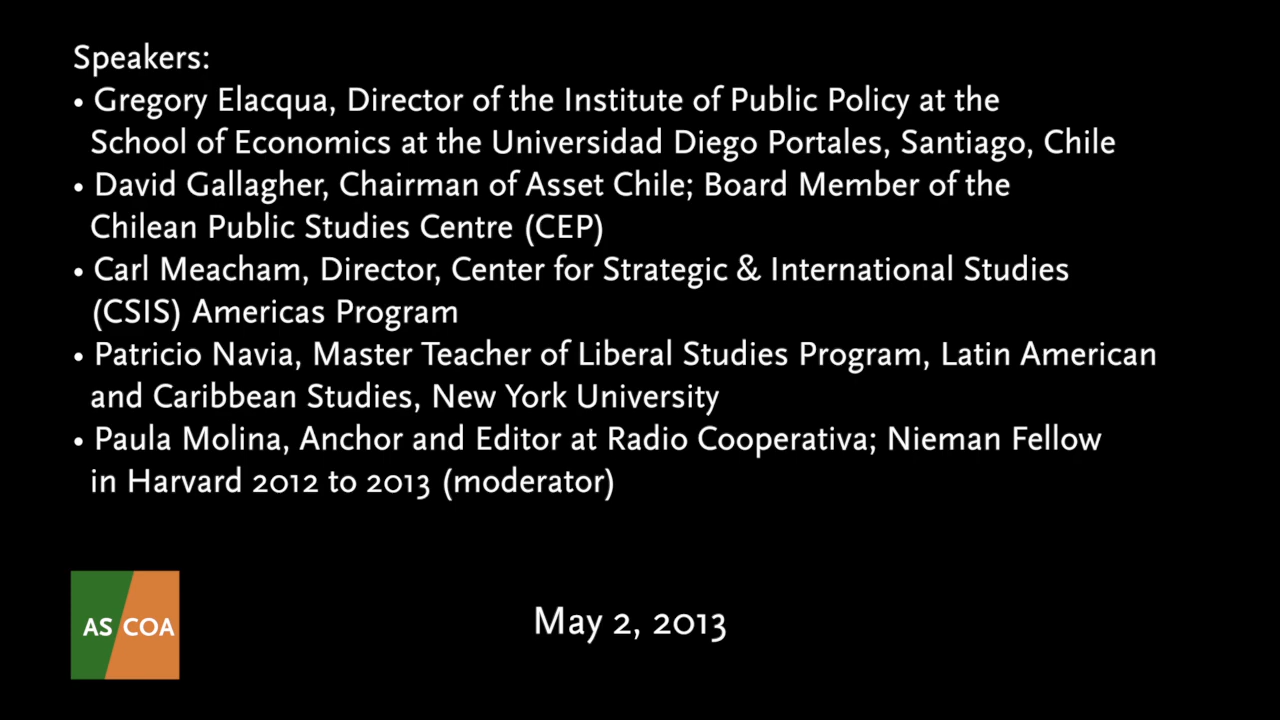 Speakers:
• Gregory Elacqua, Director of the Institute of Public Policy at the
School of Economics at the Universidad Diego Portales, Santiago, Chile
• David Gallagher, Chairman of Asset Chile; Board Member of the
Chilean Public Studies Centre (CEP)
• Carl Meacham, Director, Center for Strategic & International Studies
(CSIS) Americas Program
• Patricio Navia, Master Teacher of Liberal Studies Program, Latin American
and Caribbean Studies, New York University
• Paula Molina, Anchor and Editor at Radio Cooperativa; Nieman Fellow
in Harvard 2012 to 2013 (moderator)
AS COA
May 2, 2013